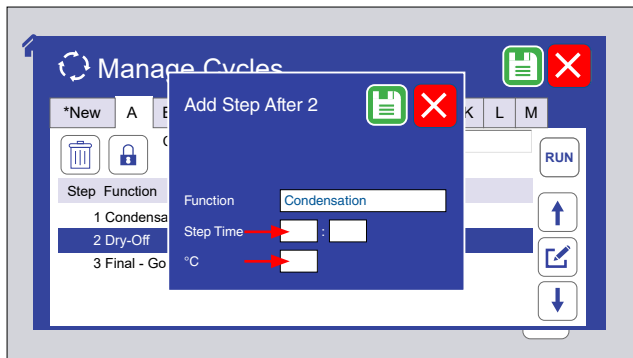 Manage Cycles
*New A E K L M
Add Step After 2
RUN
Step Function
1 Condensa
2 Dry-Off
3 Final - Go
Function Condensation
Step Time :
°C